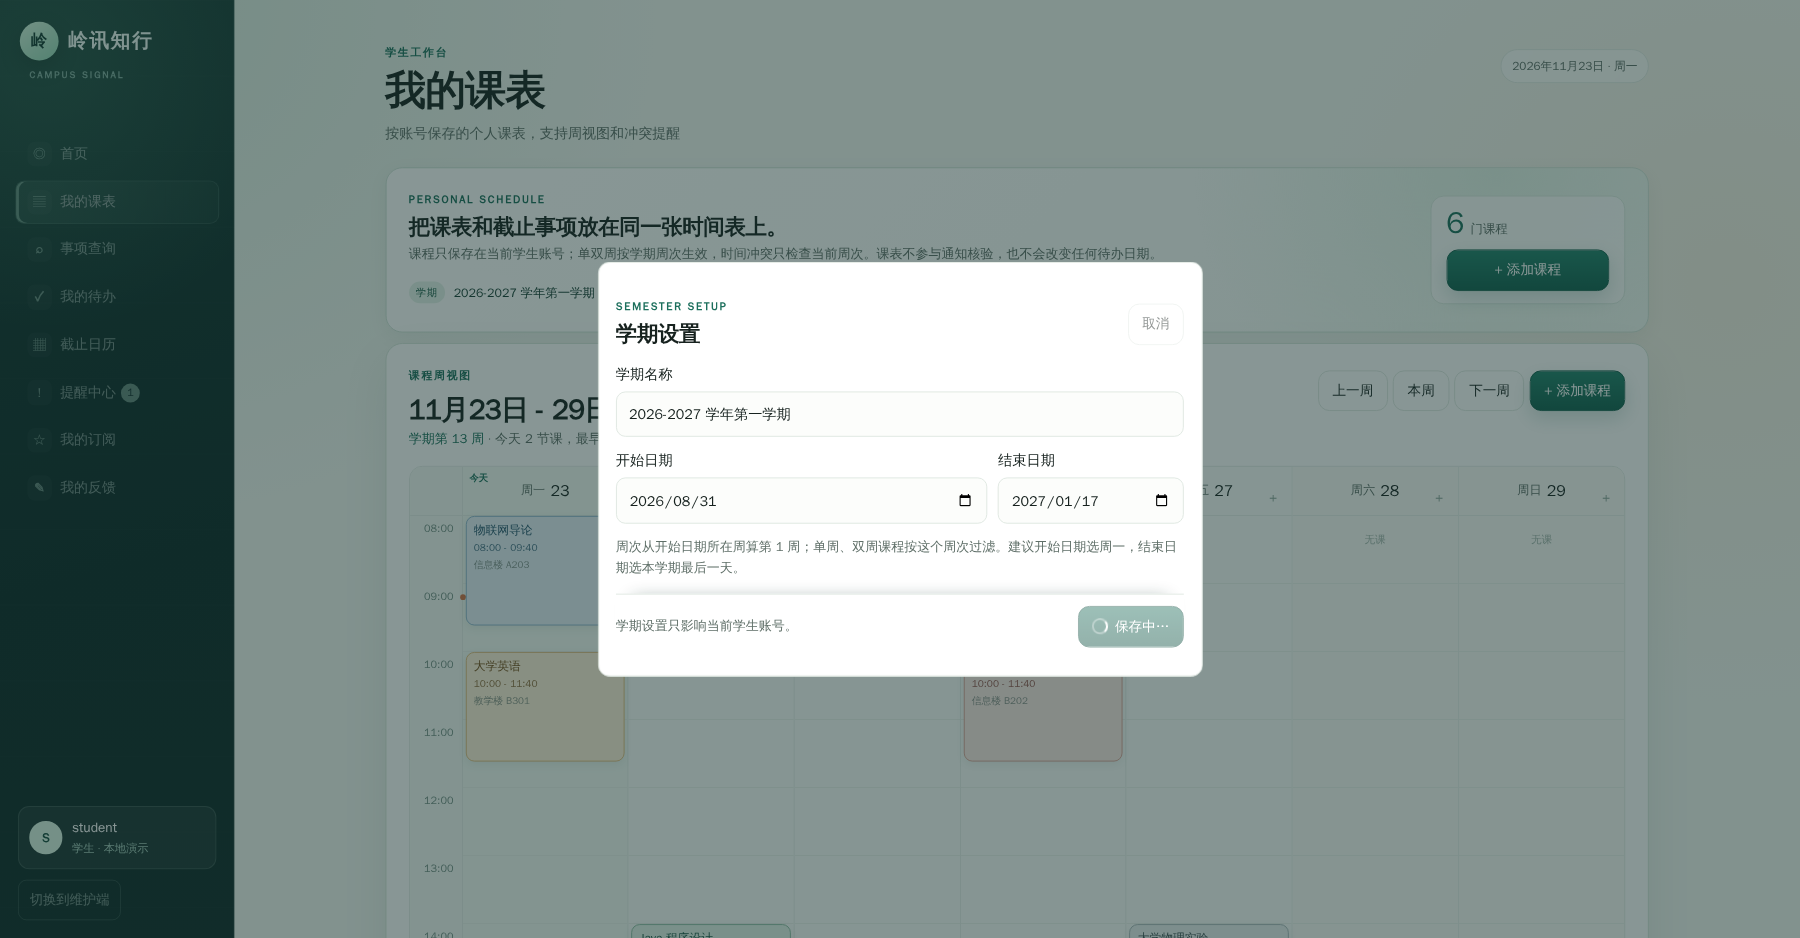 岭 岭讯知行
CAMPUS SIGNAL
首页
我的课表
事项查询
我的待办
截止日历
提醒中心 1
我的订阅
我的反馈
S
student
学生 · 本地演示
切换到维护端
学生工作台
我的课表
按账号保存的个人课表，支持周视图和冲突提醒
2026年11月23日 · 周一
PERSONAL SCHEDULE
把课表和截止事项放在同一张时间表上。
课程只保存在当前学生账号；单双周按学期周次生效，时间冲突只检查当前周次。课表不参与通知核验，也不会改变任何待办日期。
学期 2026-2027 学年第一学期
6 门课程
+ 添加课程
课程周视图
11月23日 - 29日
学期第 13 周 · 今天 2 节课，最早
上一周 本周 下一周 + 添加课程
今天
周一 23
27 +
周六 28 +
周日 29 +
08:00
09:00
10:00
11:00
12:00
13:00
14:00
物联网导论
08:00 - 09:40
信息楼 A203
大学英语
10:00 - 11:40
教学楼 B301
10:00 - 11:40
信息楼 B202
无课
无课
Java 程序设计
大学物理实验
SEMESTER SETUP
学期设置
取消
学期名称
2026-2027 学年第一学期
开始日期 结束日期
2026/08/31 2027/01/17
周次从开始日期所在周算第 1 周；单周、双周课程按这个周次过滤。建议开始日期选周一，结束日
期选本学期最后一天。
学期设置只影响当前学生账号。
保存中…